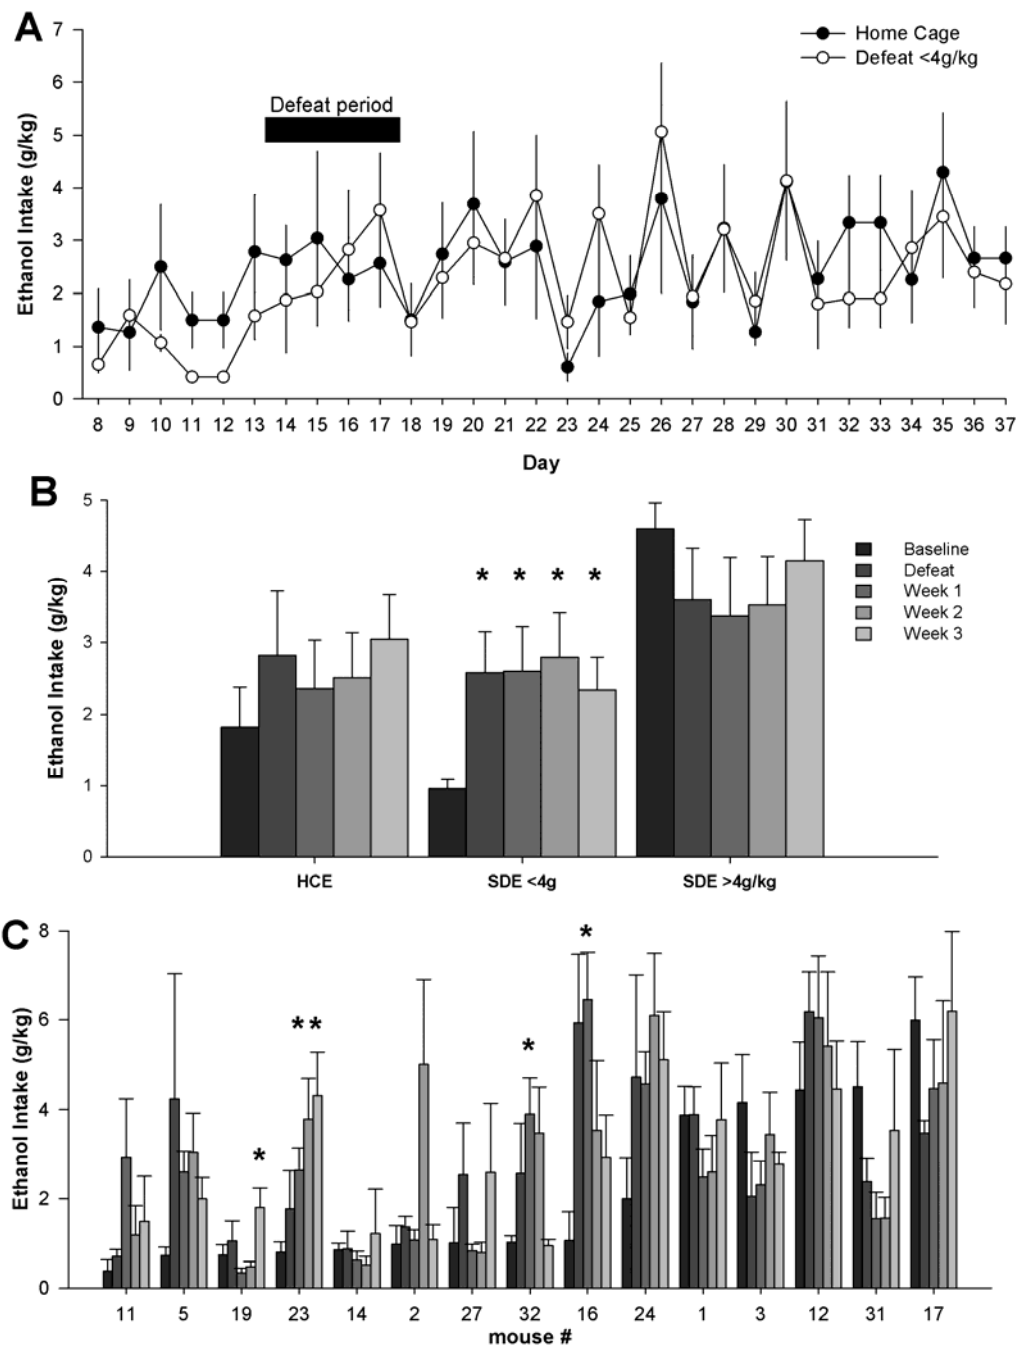 A
7
6
5
4
3
2
1
0
Ethanol Intake (g/kg)
Home Cage
Defeat <4g/kg
Defeat period
8 9 10 11 12 13 14 15 16 17 18 19 20 21 22 23 24 25 26 27 28 29 30 31 32 33 34 35 36 37
Day
B
5
4
3
2
1
0
Ethanol Intake (g/kg)
* * * *
Baseline
Defeat
Week 1
Week 2
Week 3
HCE SDE <4g SDE >4g/kg
C
8
6
4
2
0
Ethanol Intake (g/kg)
*
* *
*
*
11 5 19 23 14 2 27 32 16 24 1 3 12 31 17
mouse #